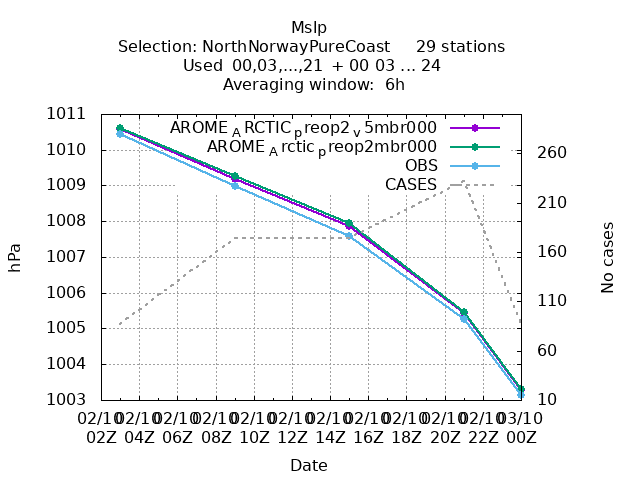 Mslp
Selection: NorthNorwayPureCoast 29 stations
Used 00,03,...,21 + 00 03 ... 24
Averaging window: 6h
AROME_ARCTIC_preop2_v5mbr000
AROME_Arctic_preop2mbr000
OBS
CASES
1011
1010
1009
1008
1007
1006
1005
1004
1003
hPa
260
210
160
110
60
10
No cases
02/10 02/10 02/10 02/10 02/10 02/10 02/10 02/10 02/10 02/10 02/10 03/10
02Z 04Z 06Z 08Z 10Z 12Z 14Z 16Z 18Z 20Z 22Z 00Z
Date